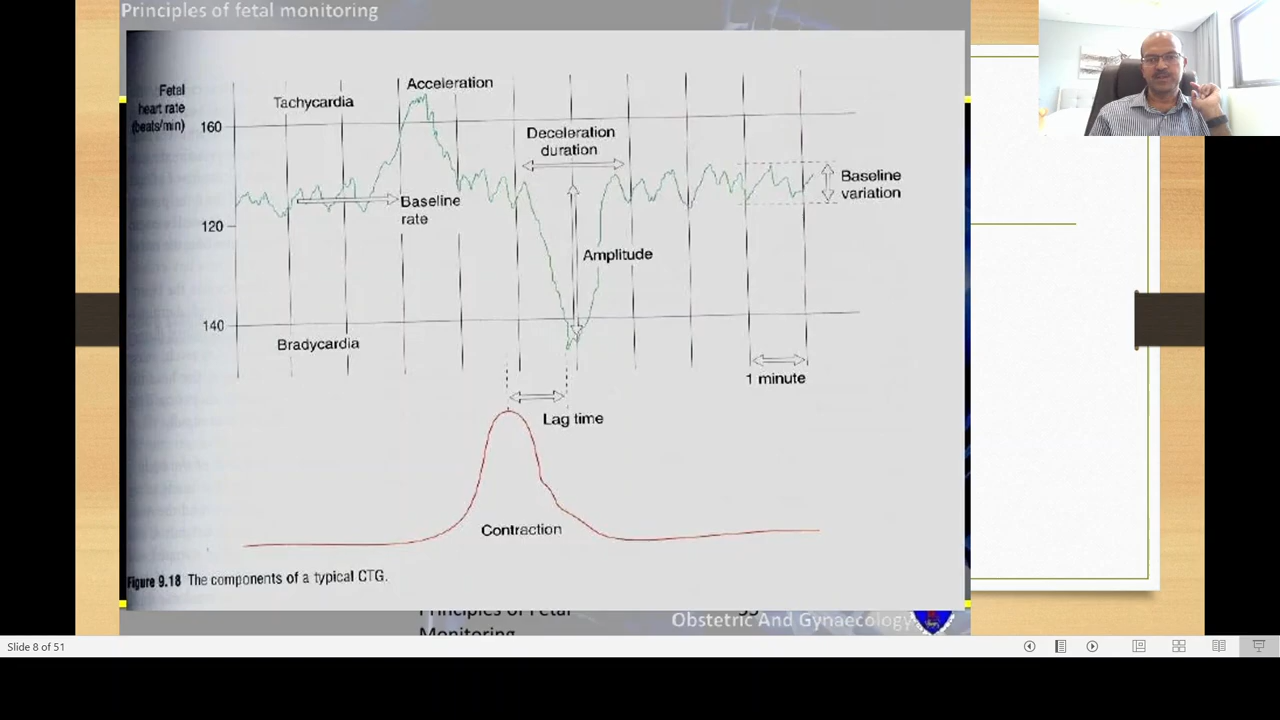 Principles of fetal monitoring
Fetal
heart rate
(beats/min)
160
Tachycardia
Acceleration
Deceleration
duration
Baseline
variation
Baseline
rate
120
Amplitude
140
Bradycardia
1 minute
Lag time
Contraction
Figure 9.18 The components of a typical CTG.
Principles of Fetal
Monitoring
Obstetric And Gynaecology
Slide 8 of 51